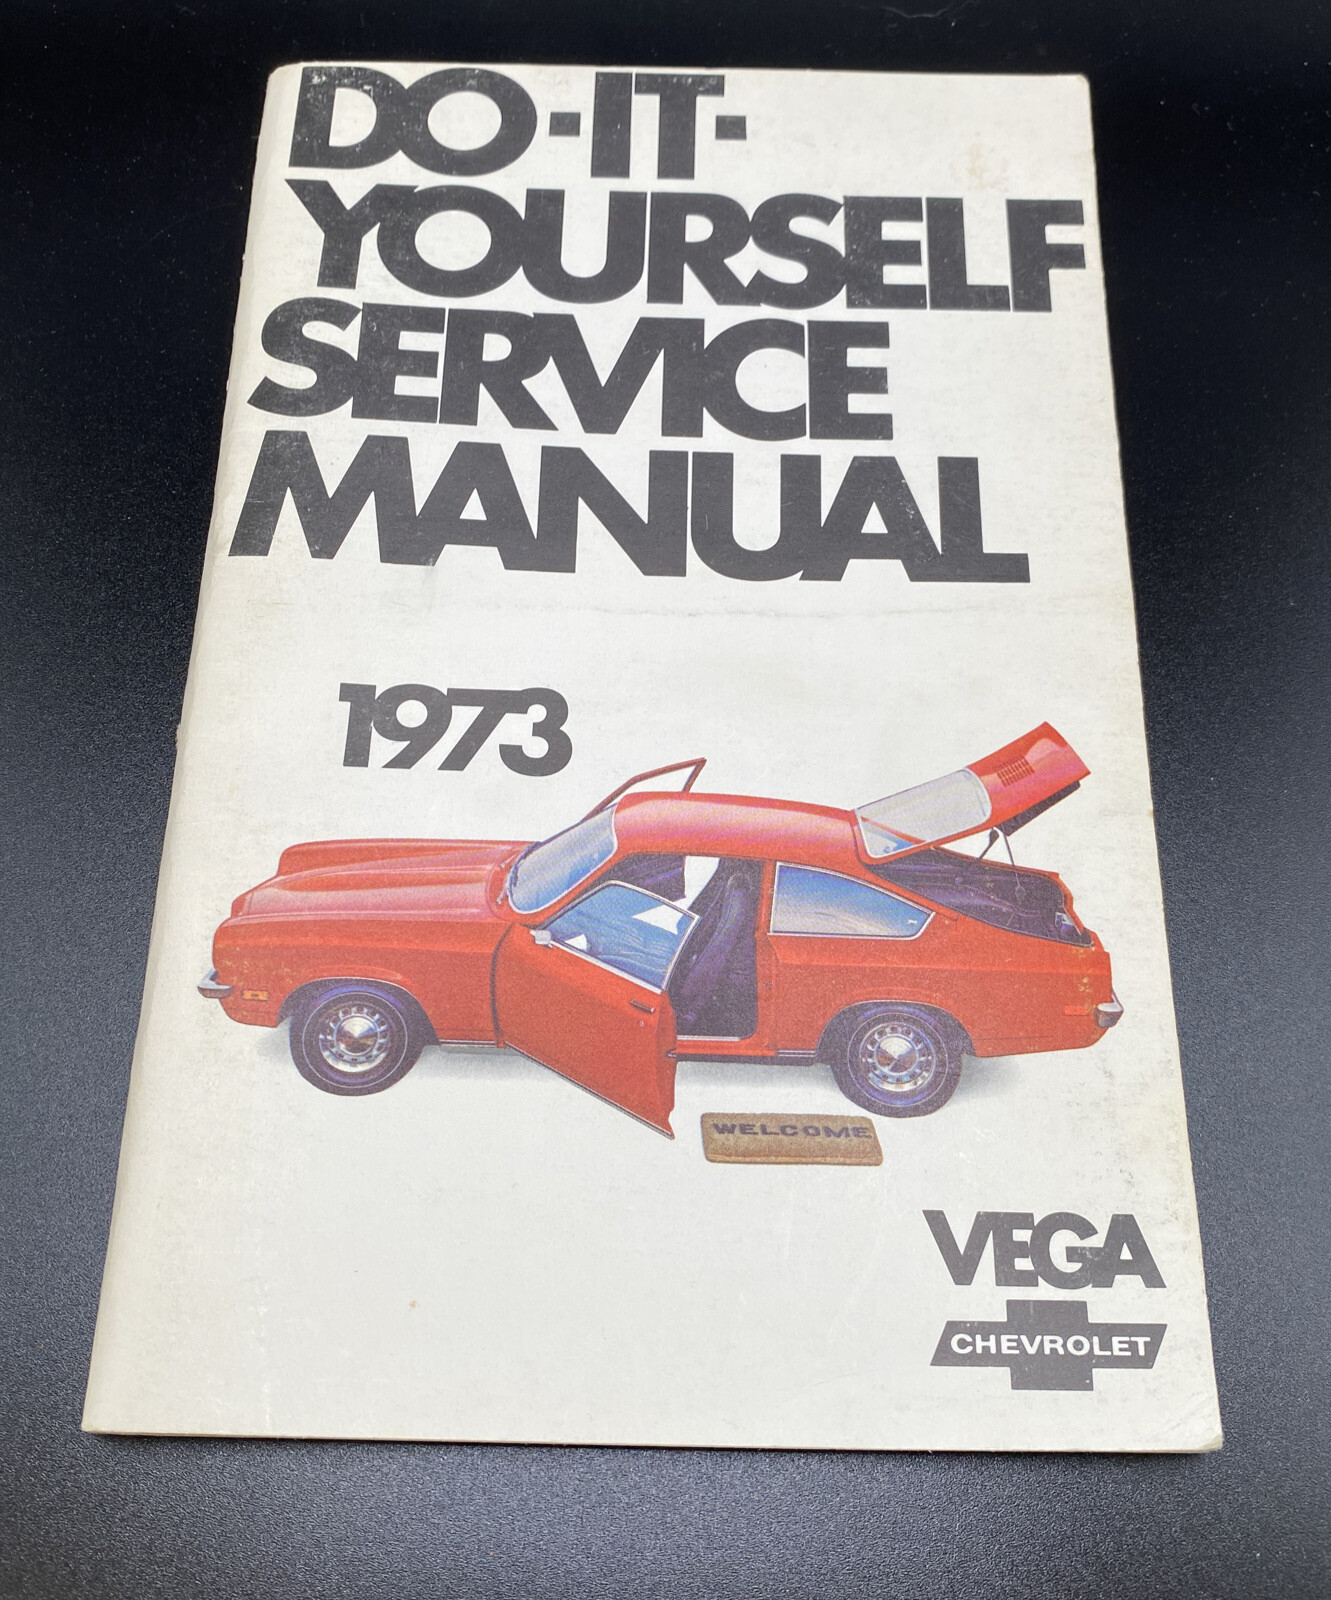 DO-IT-
YOURSELF
SERVICE
MANUAL
1973
WELCOME
VEGA
CHEVROLET